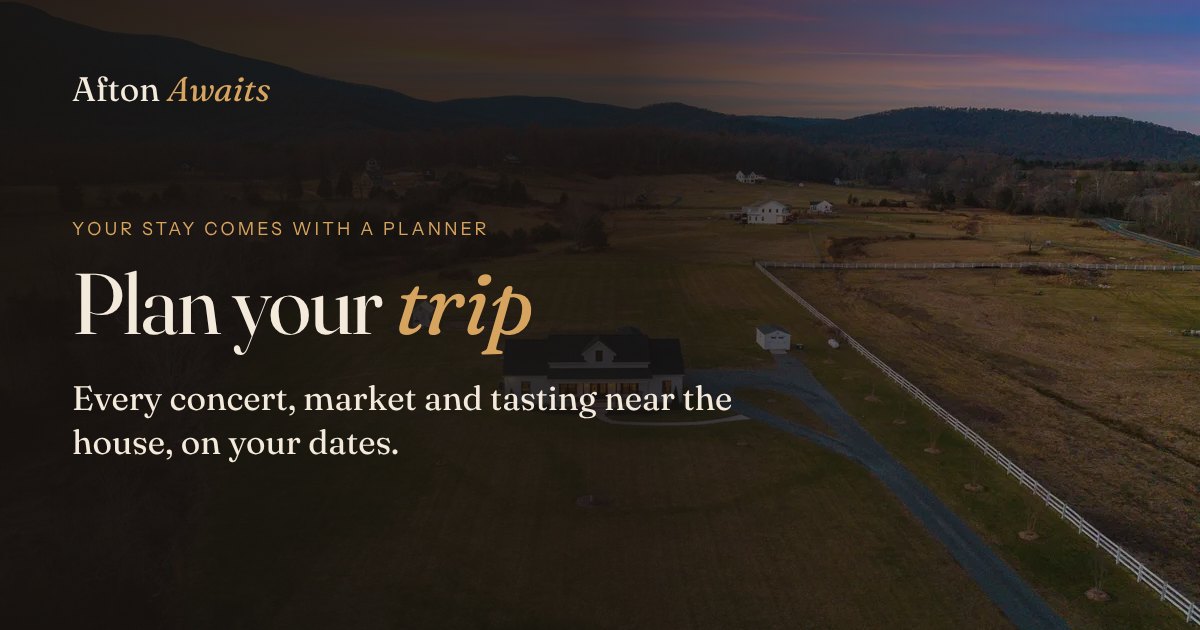 Afton Awaits
YOUR STAY COMES WITH A PLANNER
Plan your trip
Every concert, market and tasting near the
house, on your dates.